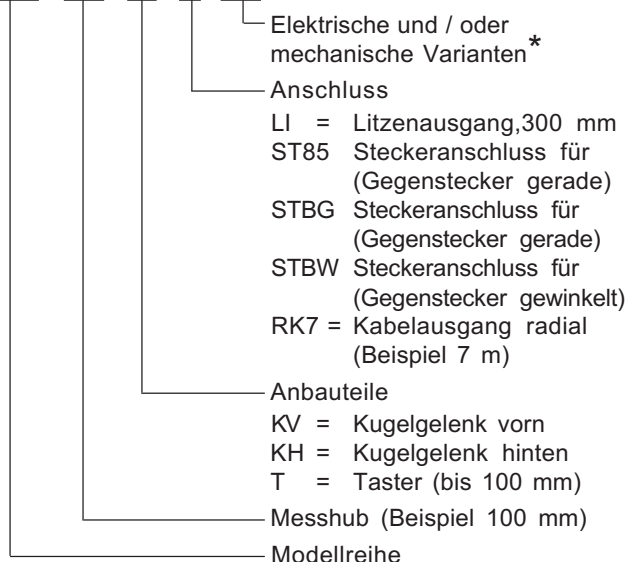 Elektrische und / oder
mechanische Varianten*
Anschluss
LI = Litzenausgang,300 mm
ST85 Steckeranschluss für
(Gegenstecker gerade)
STBG Steckeranschluss für
(Gegenstecker gerade)
STBW Steckeranschluss für
(Gegenstecker gewinkelt)
RK7 = Kabelausgang radial
(Beispiel 7 m)
Anbauteile
KV = Kugelgelenk vorn
KH = Kugelgelenk hinten
T = Taster (bis 100 mm)
Messhub (Beispiel 100 mm)
Modellreihe